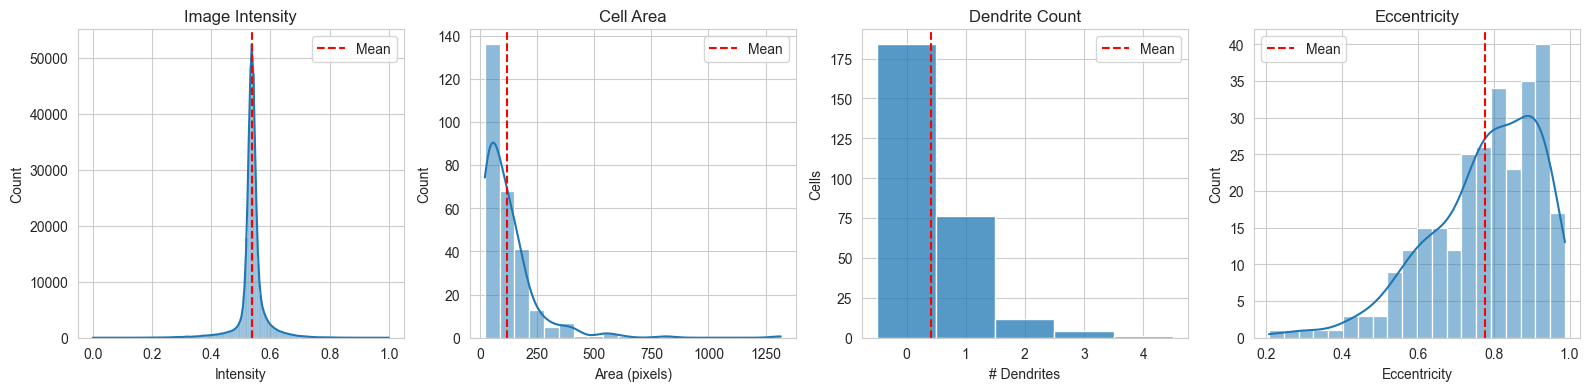 Image Intensity
Mean
50000
40000
30000
20000
10000
0
Count
0.0 0.2 0.4 0.6 0.8 1.0
Intensity
Cell Area
Mean
140
120
100
80
60
40
20
0
Count
0 250 500 750 1000 1250
Area (pixels)
Dendrite Count
Mean
175
150
125
100
75
50
25
0
Cells
0 1 2 3 4
# Dendrites
Eccentricity
Mean
40
35
30
25
20
15
10
5
0
Count
0.2 0.4 0.6 0.8 1.0
Eccentricity